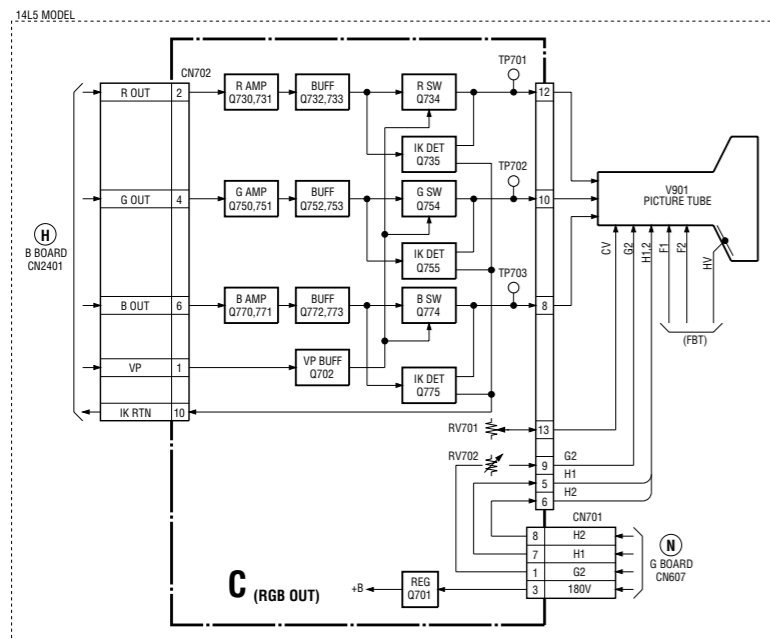 14L5 MODEL
CN702
TP701
R OUT 2
R AMP
Q730,731
BUFF
Q732,733
R SW
Q734
12
IK DET
Q735
TP702
V901
PICTURE TUBE
G OUT 4
G AMP
Q750,751
BUFF
Q752,753
G SW
Q754
10
H
B BOARD
CN2401
IK DET
Q755
TP703
CV
G2
H1.2
F1
F2
HV
B OUT 6
B AMP
Q770,771
BUFF
Q772,773
B SW
Q774
8
(FBT)
VP 1
VP BUFF
Q702
IK DET
Q775
IK RTN 10
RV701
13
RV702
9
G2
5
H1
6
H2
CN701
8 H2
7 H1
1 G2
3 180V
N
G BOARD
CN607
C (RGB OUT)
+B
REG
Q701